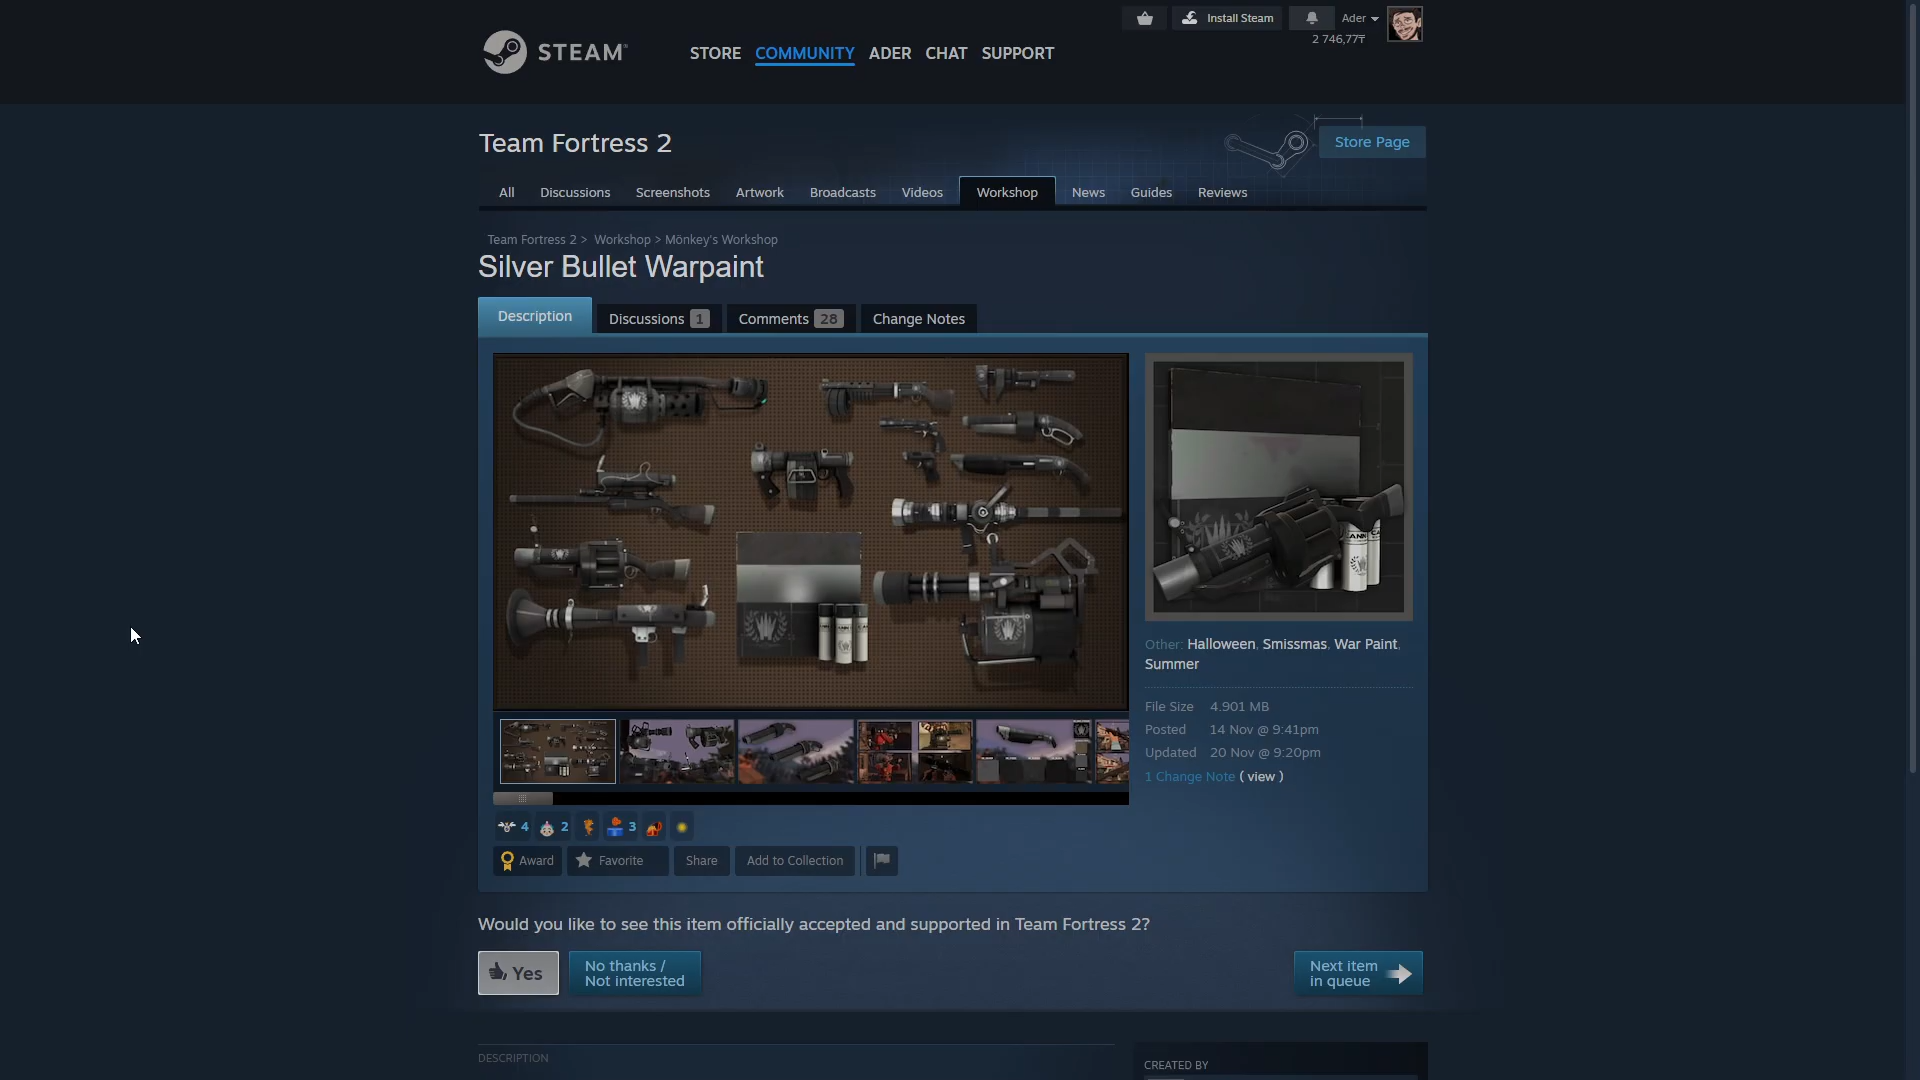 Install Steam
Ader
2 746,77₸
STEAM
STORE COMMUNITY ADER CHAT SUPPORT
Team Fortress 2
Store Page
All Discussions Screenshots Artwork Broadcasts Videos Workshop News Guides Reviews
Team Fortress 2 > Workshop > Mönkey's Workshop
Silver Bullet Warpaint
Description Discussions 1 Comments 28 Change Notes
Other: Halloween, Smissmas, War Paint, Summer
File Size 4.901 MB
Posted 14 Nov @ 9:41pm
Updated 20 Nov @ 9:20pm
1 Change Note ( view )
4 2 3
Award Favorite Share Add to Collection
Would you like to see this item officially accepted and supported in Team Fortress 2?
Yes
No thanks /
Not interested
Next item
in queue
DESCRIPTION
CREATED BY